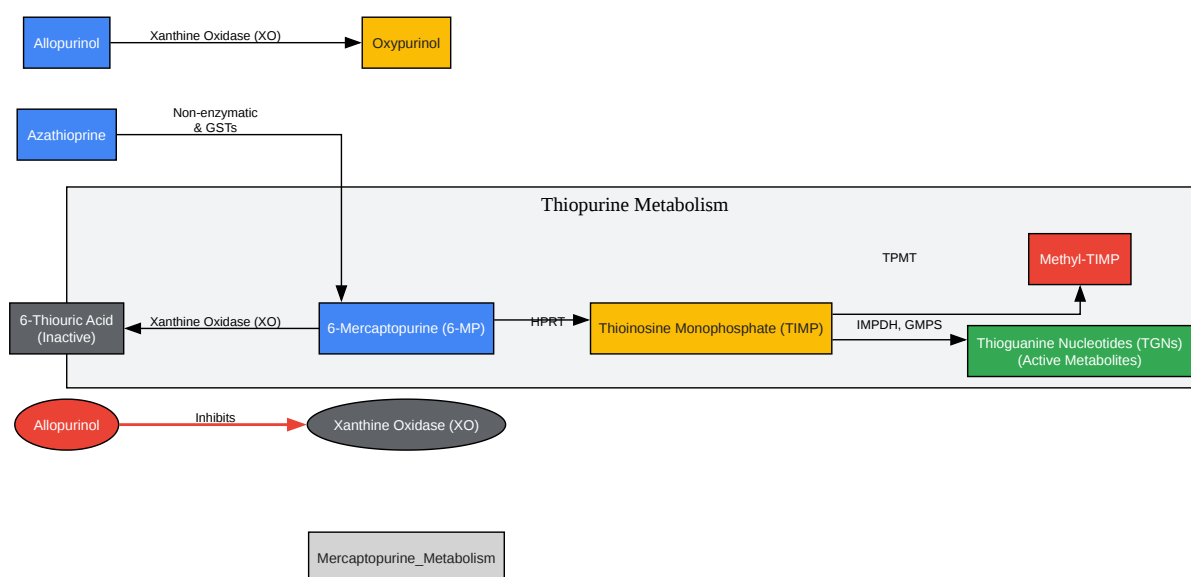 Allopurinol
Xanthine Oxidase (XO)
Oxypurinol
Azathioprine
Non-enzymatic
& GSTs
Thiopurine Metabolism
TPMT
Methyl-TIMP
6-Thiouric Acid
(Inactive)
Xanthine Oxidase (XO)
6-Mercaptopurine (6-MP)
HPRT
Thioinosine Monophosphate (TIMP)
IMPDH, GMPS
Thioguanine Nucleotides (TGNs)
(Active Metabolites)
Allopurinol
Inhibits
Xanthine Oxidase (XO)
Mercaptopurine_Metabolism